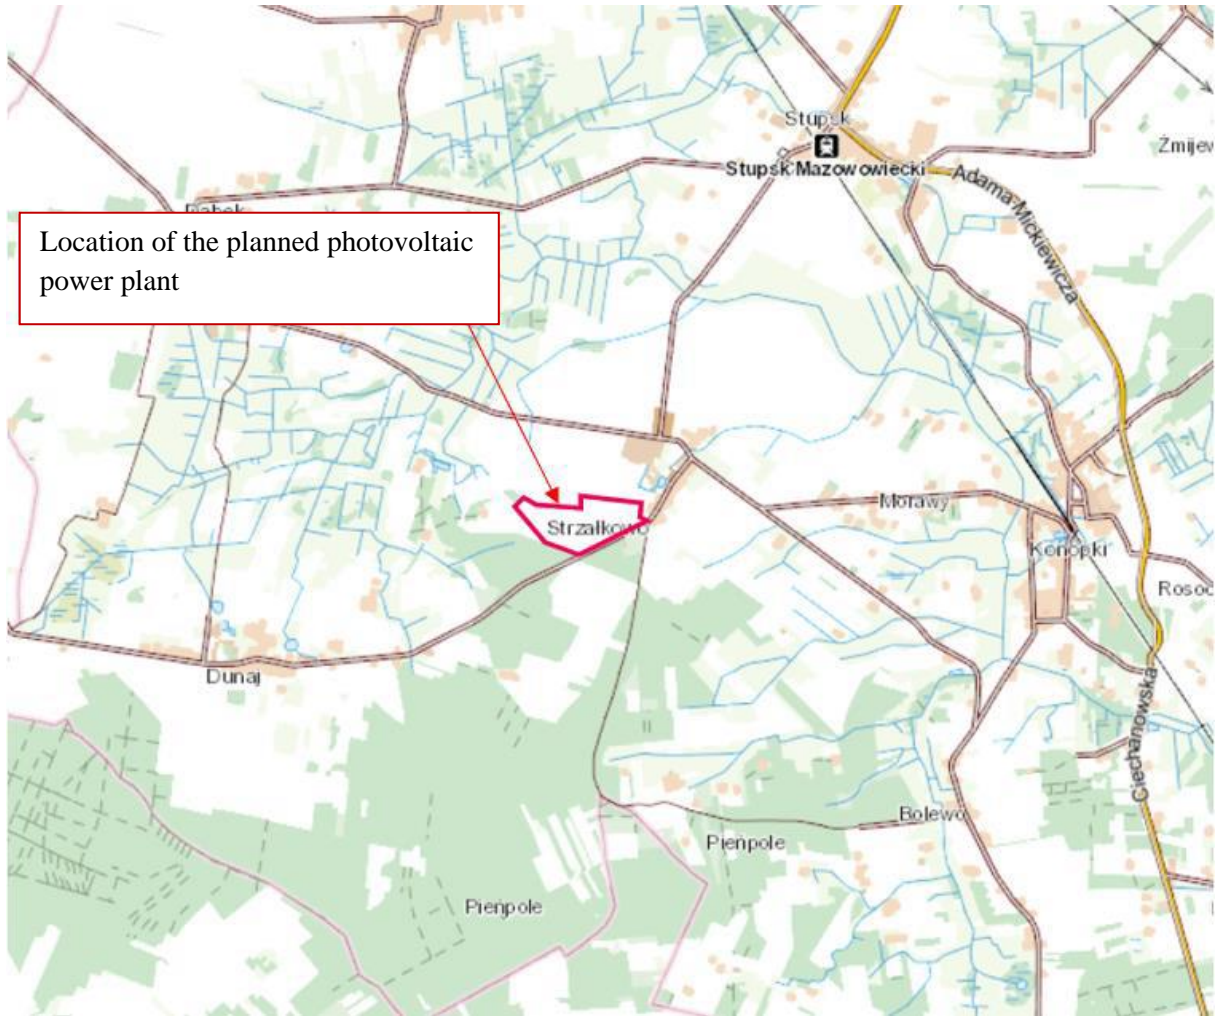 Stupsk
Stupsk Mazowowiecki
Żmijew
Adama Mickiewicza
Location of the planned photovoltaic
power plant
Morawy
Strzałkowo
Konopki
Rosoc
Dunaj
Ciechanowska
Bolewo
Pieńpole
Pieńpole